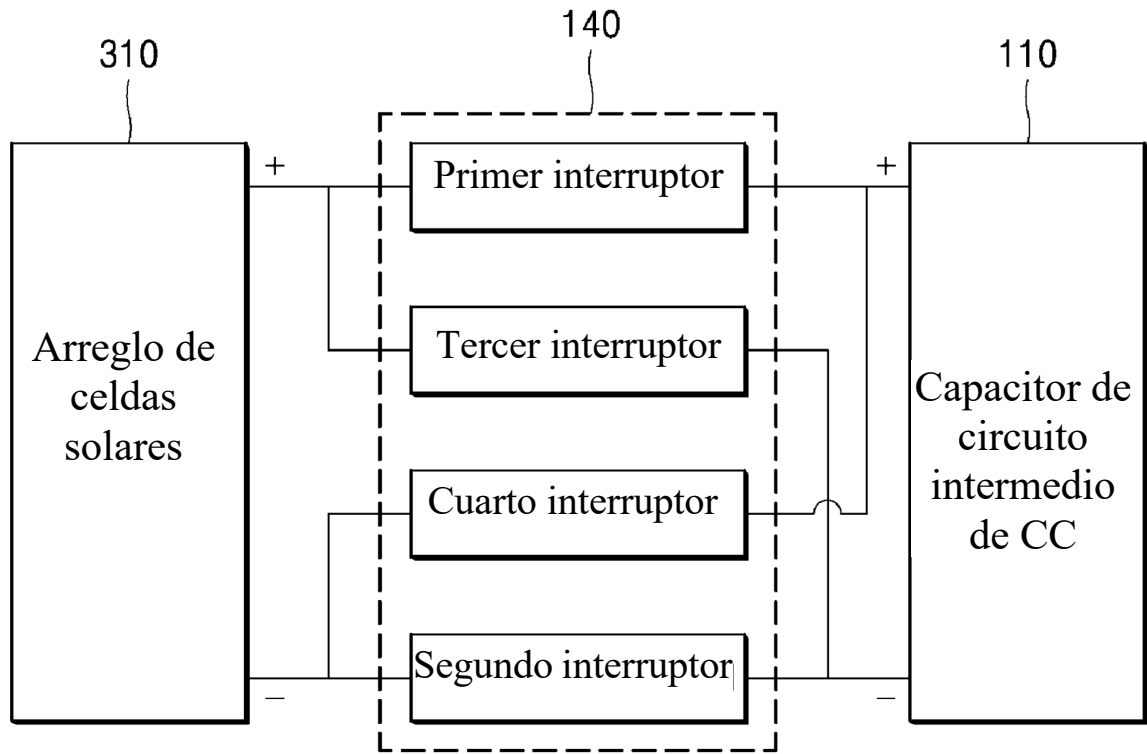 310
140
110
+
+
Primer interruptor
Tercer interruptor
Arreglo de
celdas
solares
Capacitor de
circuito
intermedio
de CC
Cuarto interruptor
Segundo interruptor
−
−